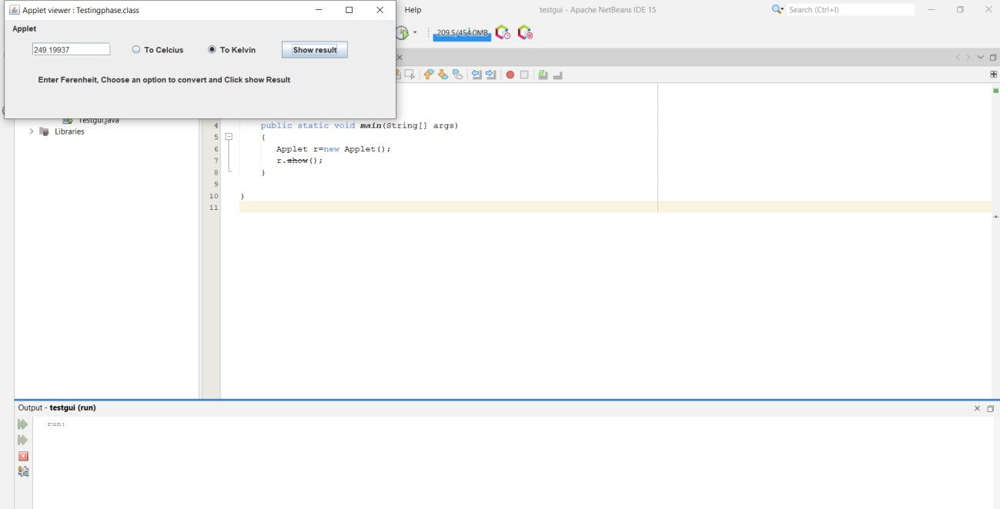 Applet viewer : Testingphase.class
Help
testgui - Apache NetBeans IDE 15
Search (Ctrl+I)
Applet
209.5/454.0MB
249.19937
To Celcius
To Kelvin
Show result
Enter Ferenheit, Choose an option to convert and Click show Result
Testgui.java
Libraries
4 public static void main(String[] args)
5 {
6 Applet r=new Applet();
7 r.show();
8 }
9
10 }
11
Output - testgui (run)
run: